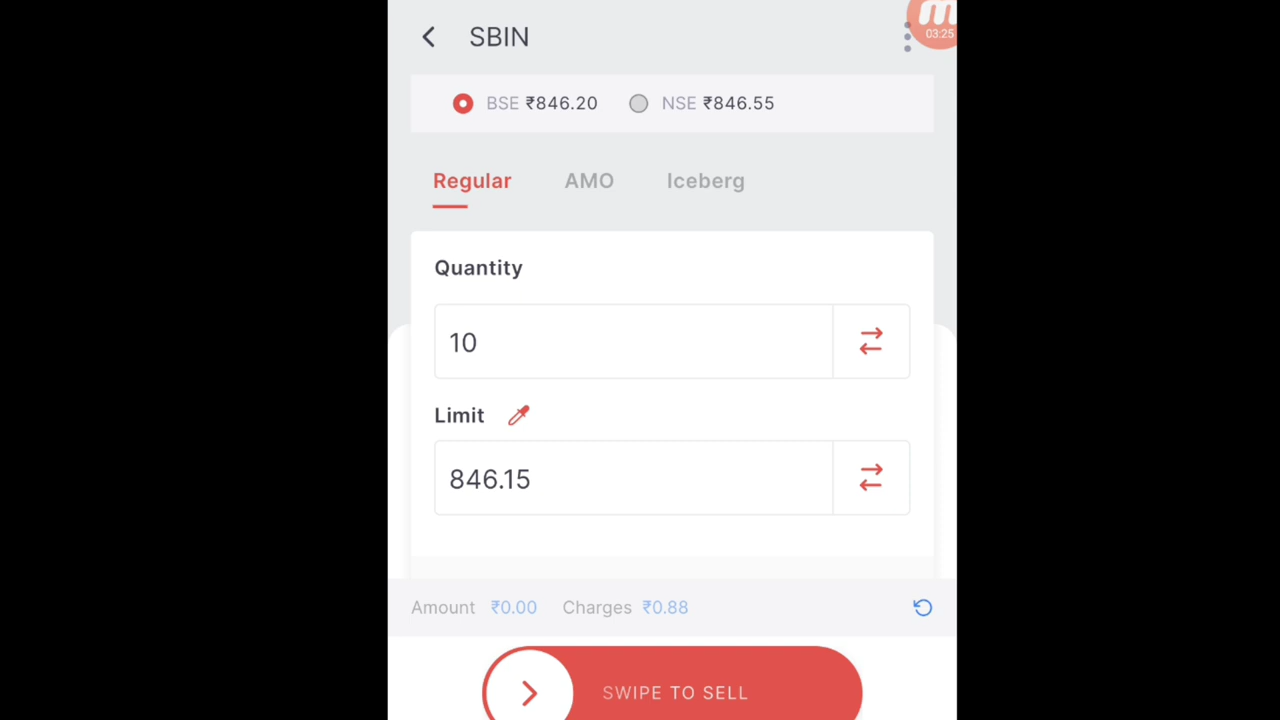 SBIN
03:25
BSE ₹846.20 NSE ₹846.55
Regular AMO Iceberg
Quantity
10
Limit
846.15
Amount ₹0.00 Charges ₹0.88
SWIPE TO SELL